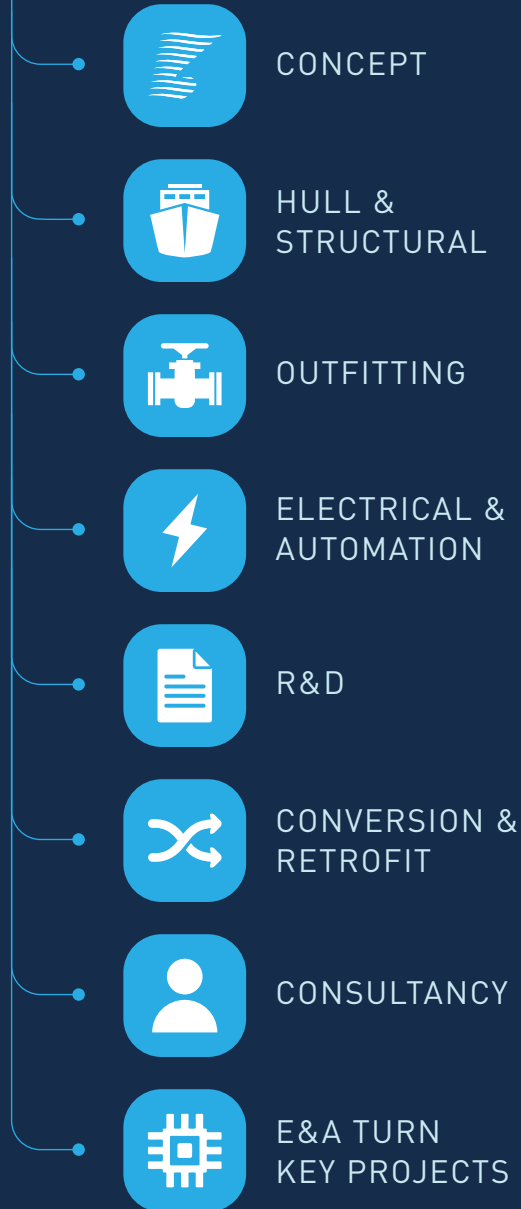 CONCEPT
HULL &
STRUCTURAL
OUTFITTING
ELECTRICAL &
AUTOMATION
R&D
CONVERSION &
RETROFIT
CONSULTANCY
E&A TURN
KEY PROJECTS